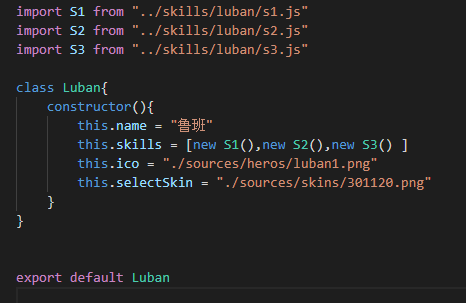 import S1 from "../skills/luban/s1.js"
import S2 from "../skills/luban/s2.js"
import S3 from "../skills/luban/s3.js"
class Luban{
constructor(){
this.name = "鲁班"
this.skills = [new S1(),new S2(),new S3() ]
this.ico = "./sources/heros/luban1.png"
this.selectSkin = "./sources/skins/301120.png"
}
}
export default Luban